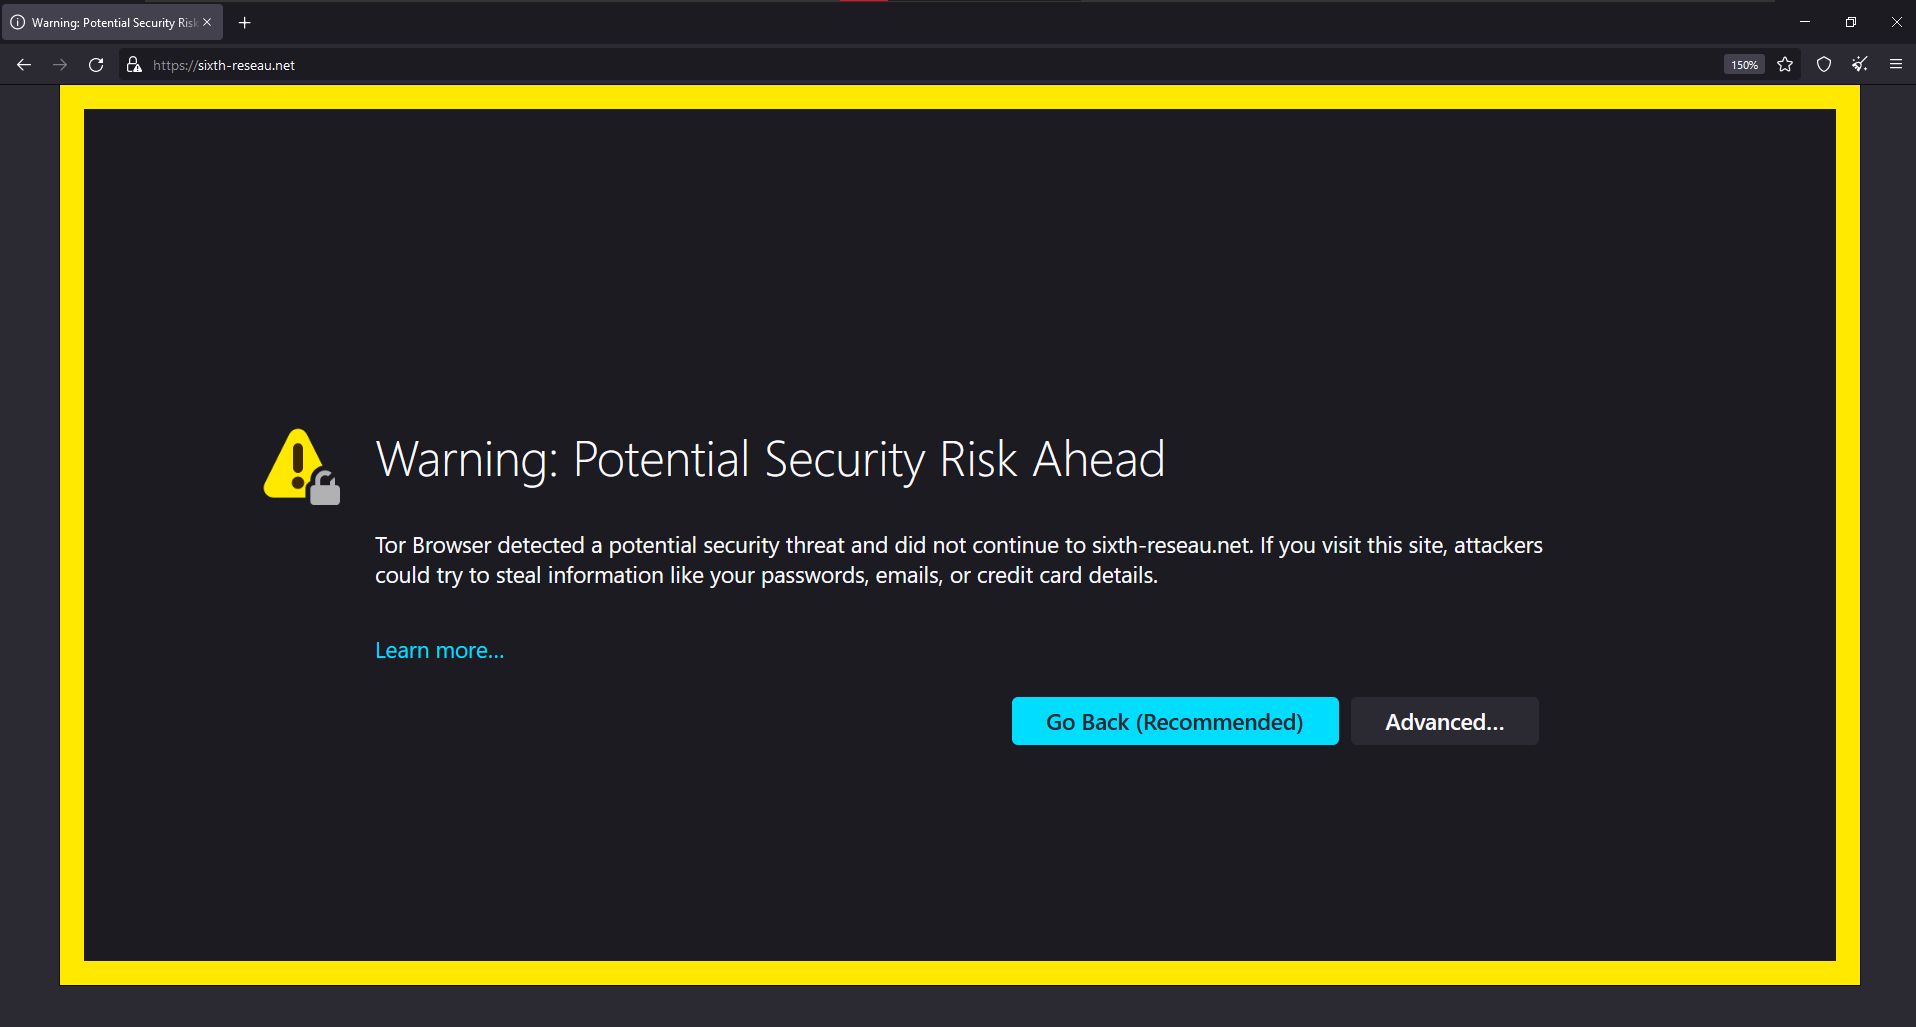 Warning: Potential Security Risk
https://sixth-reseau.net
150%
Warning: Potential Security Risk Ahead
Tor Browser detected a potential security threat and did not continue to sixth-reseau.net. If you visit this site, attackers
could try to steal information like your passwords, emails, or credit card details.
Learn more...
Go Back (Recommended)
Advanced...